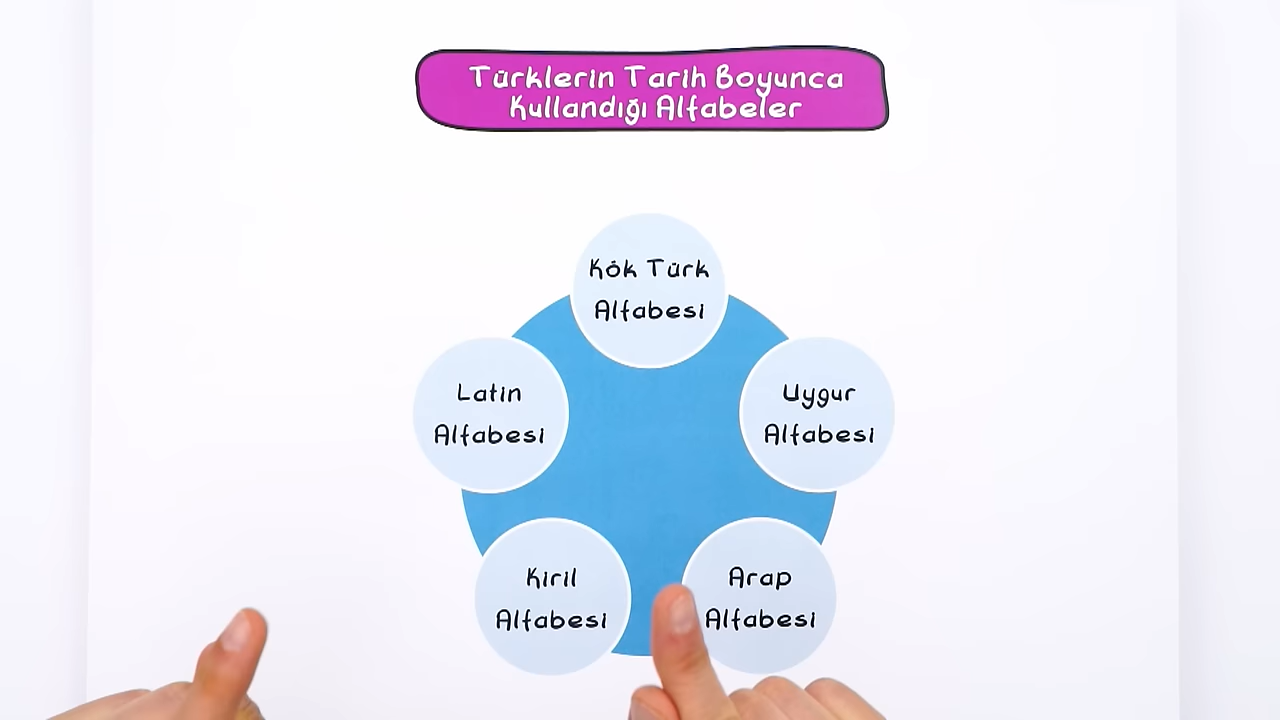 Türklerin Tarih Boyunca
Kullandığı Alfabeler
Kök Türk
Alfabesi
Uygur
Alfabesi
Arap
Alfabesi
Kiril
Alfabesi
Latin
Alfabesi